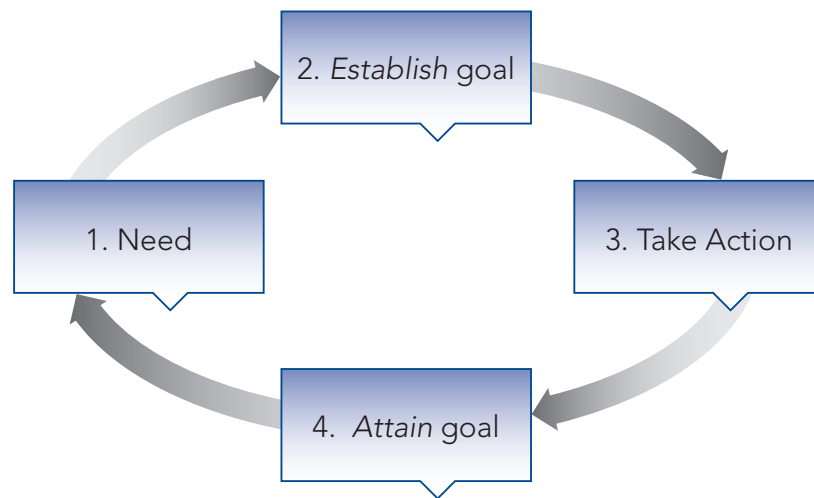 2. Establish goal
1. Need
3. Take Action
4. Attain goal